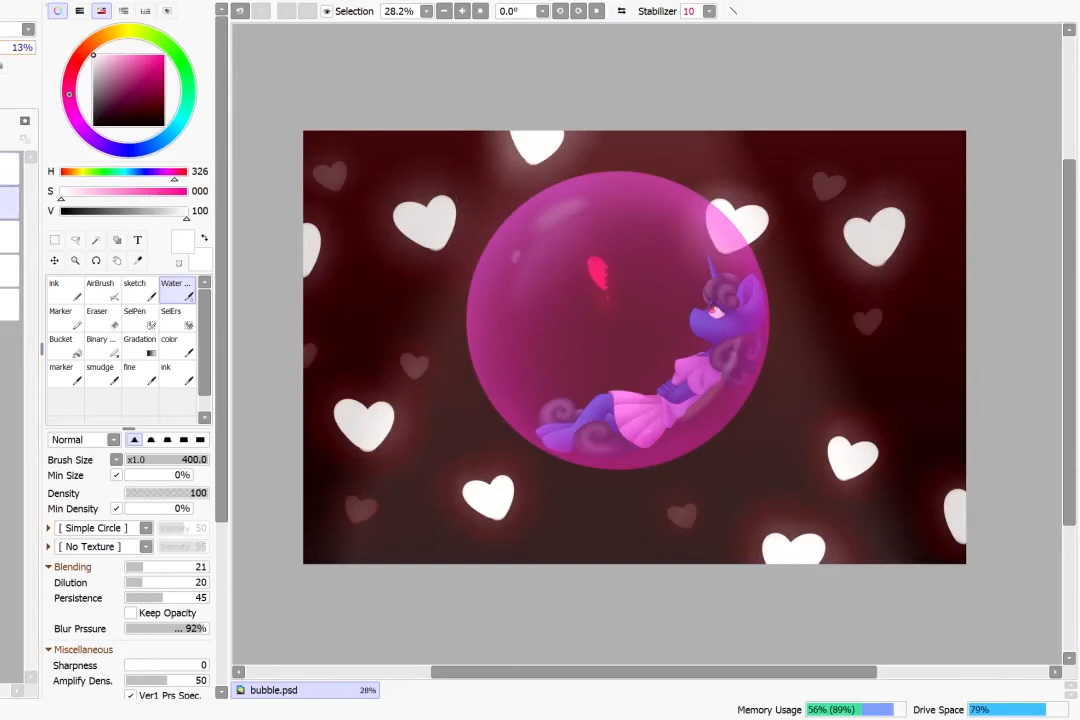 Selection 28.2% 0.0° Stabilizer 10
13%
H 326
S 000
V 100
T
ink AirBrush sketch Water ...
Marker Eraser SelPen SelErs
Bucket Binary ... Gradation color
marker smudge fine ink
Normal
Brush Size x1.0 400.0
Min Size 0%
Density 100
Min Density 0%
[ Simple Circle ] Intensity 50
[ No Texture ] Intensity 95
Blending 21
Dilution 20
Persistence 45
Keep Opacity
Blur Prssure ... 92%
Miscellaneous
Sharpness 0
Amplify Dens. 50
Ver1 Prs Spec.
bubble.psd 28%
Memory Usage 56% (89%) Drive Space 79%